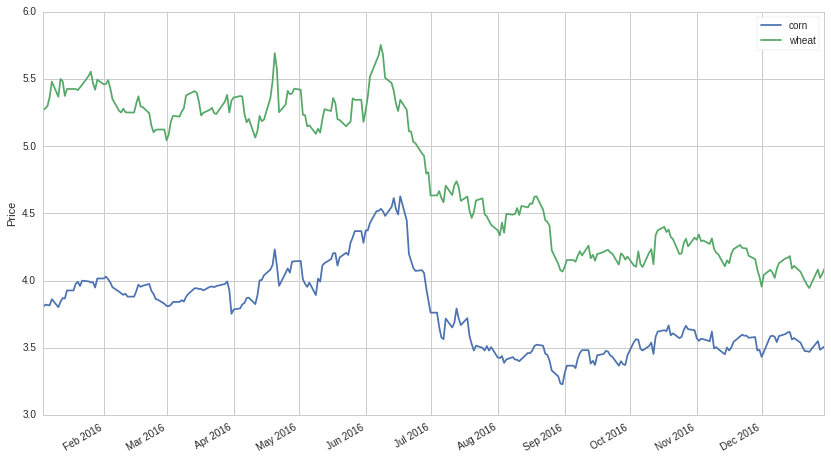 6.0
5.5
5.0
4.5
4.0
3.5
3.0
Price
corn
wheat
Feb 2016
Mar 2016
Apr 2016
May 2016
Jun 2016
Jul 2016
Aug 2016
Sep 2016
Oct 2016
Nov 2016
Dec 2016